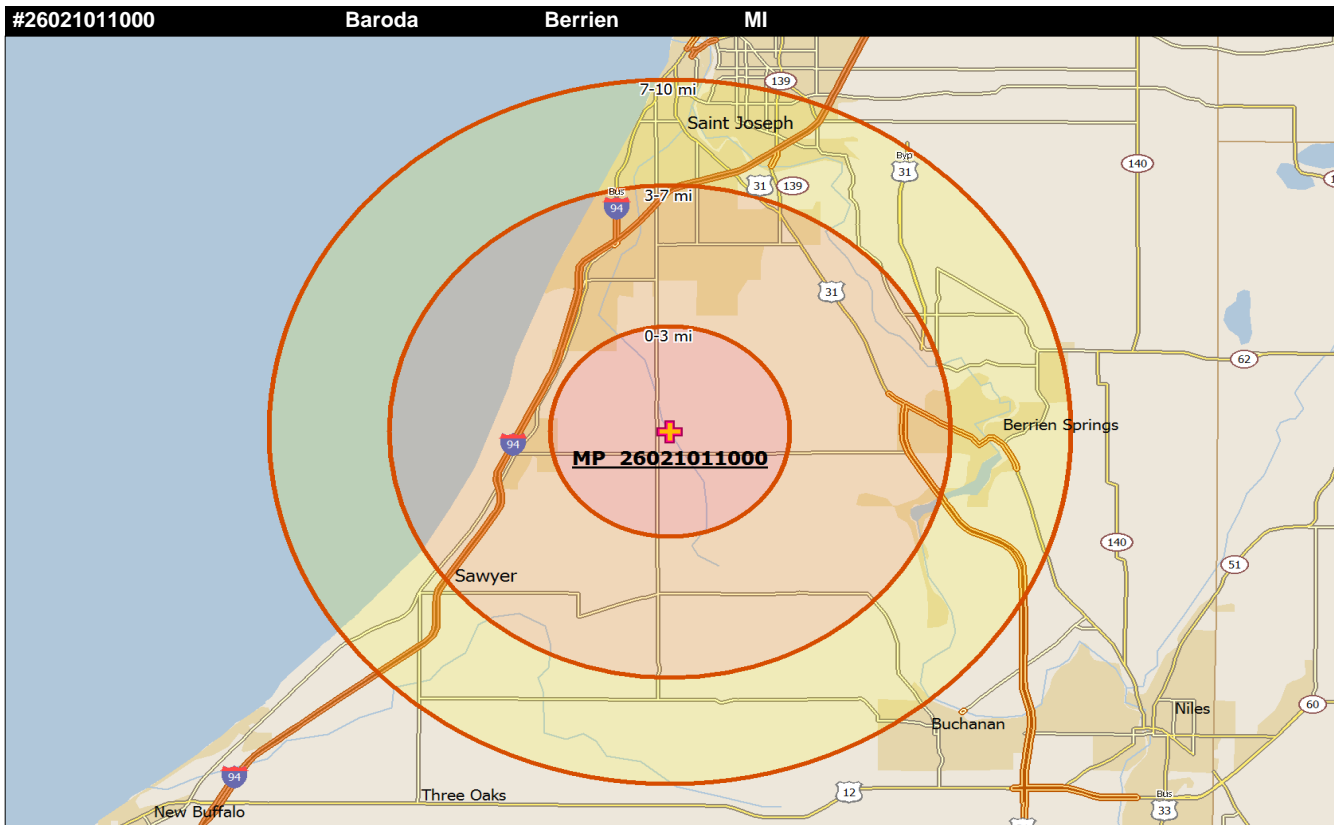 #26021011000 Baroda Berrien MI
7-10 mi
139
Saint Joseph
140
Byp
31
31
139
3-7 mi
Bus
94
31
0-3 mi
62
Berrien Springs
94
MP 26021011000
140
51
Sawyer
60
Niles
Buchanan
94
12
Three Oaks
Bus
33
New Buffalo